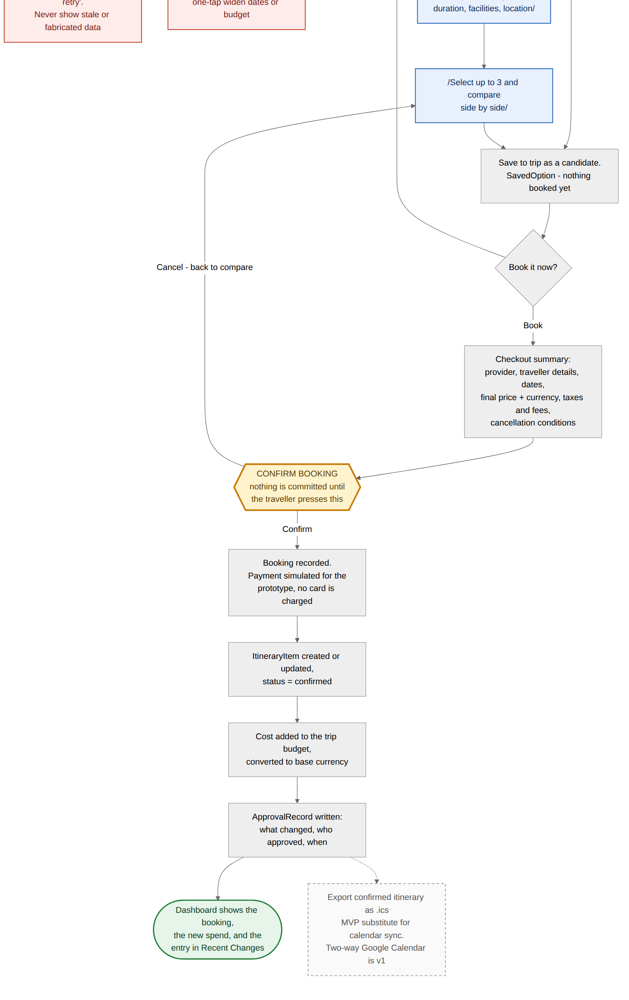 retry'.
Never show stale or
fabricated data
one-tap widen dates or
budget
duration, facilities, location/
/Select up to 3 and
compare
side by side/
Save to trip as a candidate.
SavedOption - nothing
booked yet
Cancel - back to compare
Book it now?
Book
Checkout summary:
provider, traveller details,
dates,
final price + currency, taxes
and fees,
cancellation conditions
CONFIRM BOOKING
nothing is committed until
the traveller presses this
Confirm
Booking recorded.
Payment simulated for the
prototype, no card is
charged
ItineraryItem created or
updated,
status = confirmed
Cost added to the trip
budget,
converted to base currency
ApprovalRecord written:
what changed, who
approved, when
Dashboard shows the
booking,
the new spend, and the
entry in Recent Changes
Export confirmed itinerary
as .ics
MVP substitute for
calendar sync.
Two-way Google Calendar
is v1